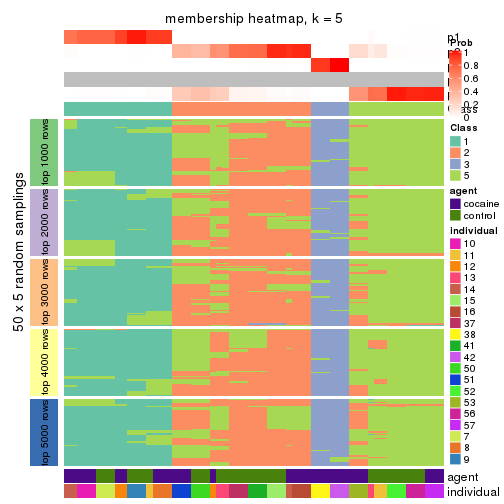 membership heatmap, k = 5
p1
Prob
1
0.8
0.6
0.4
0.2
0
Class
1
2
3
5
agent
cocaine
control
individual
10
11
12
13
14
15
16
37
38
41
42
50
51
52
53
56
57
7
8
9
50 x 5 random samplings
top 1000 rows
top 2000 rows
top 3000 rows
top 4000 rows
top 5000 rows
agent
individual